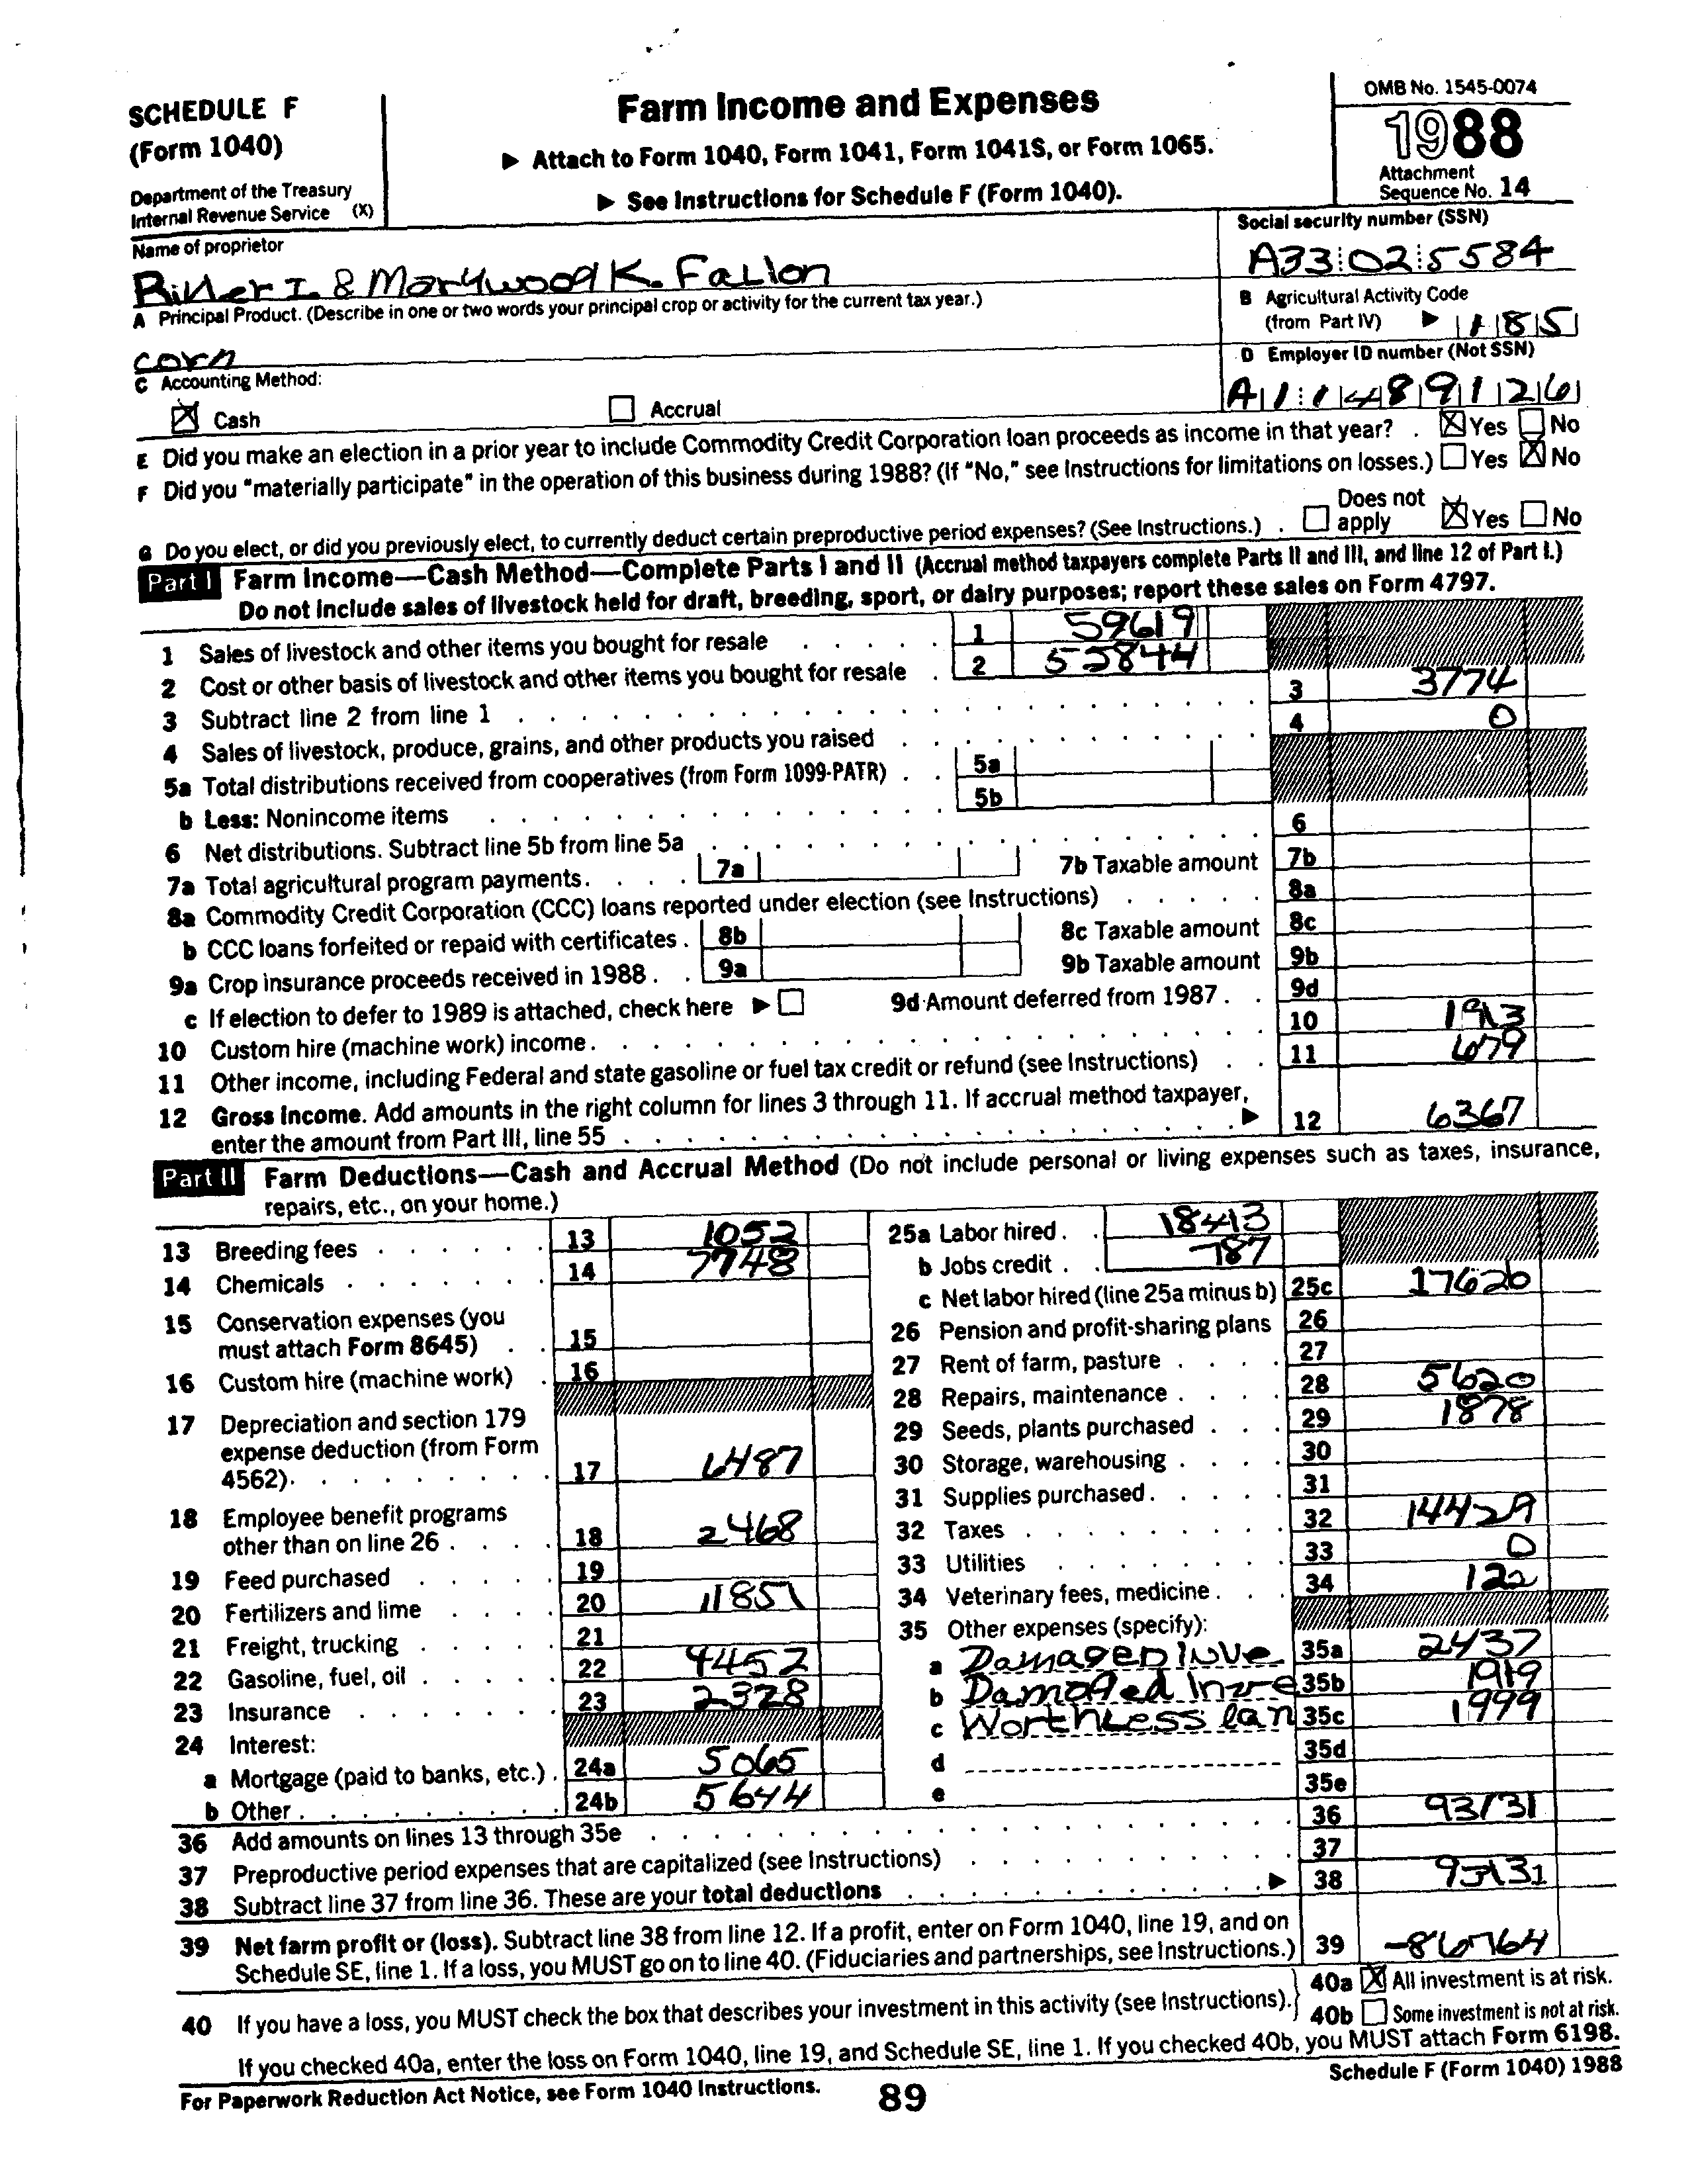 SCHEDULE F
(Form 1040)
Department of the Treasury
Internal Revenue Service (X)
Farm Income and Expenses
▶ Attach to Form 1040, Form 1041, Form 1041S, or Form 1065.
▶ See Instructions for Schedule F (Form 1040).
OMB No. 1545-0074
1988
Attachment
Sequence No. 14
Name of proprietor
& Marywood K. Fallon
Social security number (SSN)
A33 02 5584
A Principal Product. (Describe in one or two words your principal crop or activity for the current tax year.)
corn
B Agricultural Activity Code
(from Part IV) ▶ 1 8 5
C Accounting Method:
D Employer ID number (Not SSN)
A 1 1 4 8 9 1 2 6
Cash Accrual
E Did you make an election in a prior year to include Commodity Credit Corporation loan proceeds as income in that year? . Yes No
F Did you "materially participate" in the operation of this business during 1988? (If "No," see Instructions for limitations on losses.) Yes No
G Do you elect, or did you previously elect, to currently deduct certain preproductive period expenses? (See Instructions.) . Does not apply Yes No
Part I Farm Income—Cash Method—Complete Parts I and II (Accrual method taxpayers complete Parts II and III, and line 12 of Part I.)
Do not include sales of livestock held for draft, breeding, sport, or dairy purposes; report these sales on Form 4797.
1 Sales of livestock and other items you bought for resale 1 59619
2 Cost or other basis of livestock and other items you bought for resale 2 55844
3 Subtract line 2 from line 1 3 3774
4 Sales of livestock, produce, grains, and other products you raised 4 0
5a Total distributions received from cooperatives (from Form 1099-PATR) 5a
b Less: Nonincome items 5b
6 Net distributions. Subtract line 5b from line 5a 6
7a Total agricultural program payments. 7a 7b Taxable amount 7b
8a Commodity Credit Corporation (CCC) loans reported under election (see Instructions) 8a
b CCC loans forfeited or repaid with certificates . 8b 8c Taxable amount 8c
9a Crop insurance proceeds received in 1988 . 9a 9b Taxable amount 9b
c If election to defer to 1989 is attached, check here ▶ 9d Amount deferred from 1987 . 9d
10 Custom hire (machine work) income. 10 1913
11 Other income, including Federal and state gasoline or fuel tax credit or refund (see Instructions) 11 679
12 Gross Income. Add amounts in the right column for lines 3 through 11. If accrual method taxpayer,
enter the amount from Part III, line 55 ▶ 12 6367
Part II Farm Deductions—Cash and Accrual Method (Do not include personal or living expenses such as taxes, insurance,
repairs, etc., on your home.)
13 Breeding fees 13 1052
14 Chemicals 14 7748
15 Conservation expenses (you
must attach Form 8645) 15
16 Custom hire (machine work) 16
17 Depreciation and section 179
expense deduction (from Form
4562). 17 6487
18 Employee benefit programs
other than on line 26 . 18 2468
19 Feed purchased 19
20 Fertilizers and lime 20 11851
21 Freight, trucking 21
22 Gasoline, fuel, oil 22 4452
23 Insurance 23 2328
24 Interest:
a Mortgage (paid to banks, etc.) . 24a 5065
b Other . 24b 5644
25a Labor hired . 18413
b Jobs credit . 787
c Net labor hired (line 25a minus b) 25c 17626
26 Pension and profit-sharing plans 26
27 Rent of farm, pasture 27
28 Repairs, maintenance 28 5620
29 Seeds, plants purchased 29 1878
30 Storage, warehousing 30
31 Supplies purchased. 31
32 Taxes 32 14429
33 Utilities 33 0
34 Veterinary fees, medicine . 34 122
35 Other expenses (specify):
a Damaged Inve 35a 2437
b Damaged 35b 1919
c Worthless lan 35c 1999
d 35d
e 35e
36 Add amounts on lines 13 through 35e 36 93131
37 Preproductive period expenses that are capitalized (see Instructions) 37
38 Subtract line 37 from line 36. These are your total deductions ▶ 38 93131
39 Net farm profit or (loss). Subtract line 38 from line 12. If a profit, enter on Form 1040, line 19, and on
Schedule SE, line 1. If a loss, you MUST go on to line 40. (Fiduciaries and partnerships, see Instructions.) 39 -86764
40 If you have a loss, you MUST check the box that describes your investment in this activity (see Instructions).
40a All investment is at risk.
40b Some investment is not at risk.
If you checked 40a, enter the loss on Form 1040, line 19, and Schedule SE, line 1. If you checked 40b, you MUST attach Form 6198.
For Paperwork Reduction Act Notice, see Form 1040 Instructions.
89
Schedule F (Form 1040) 1988